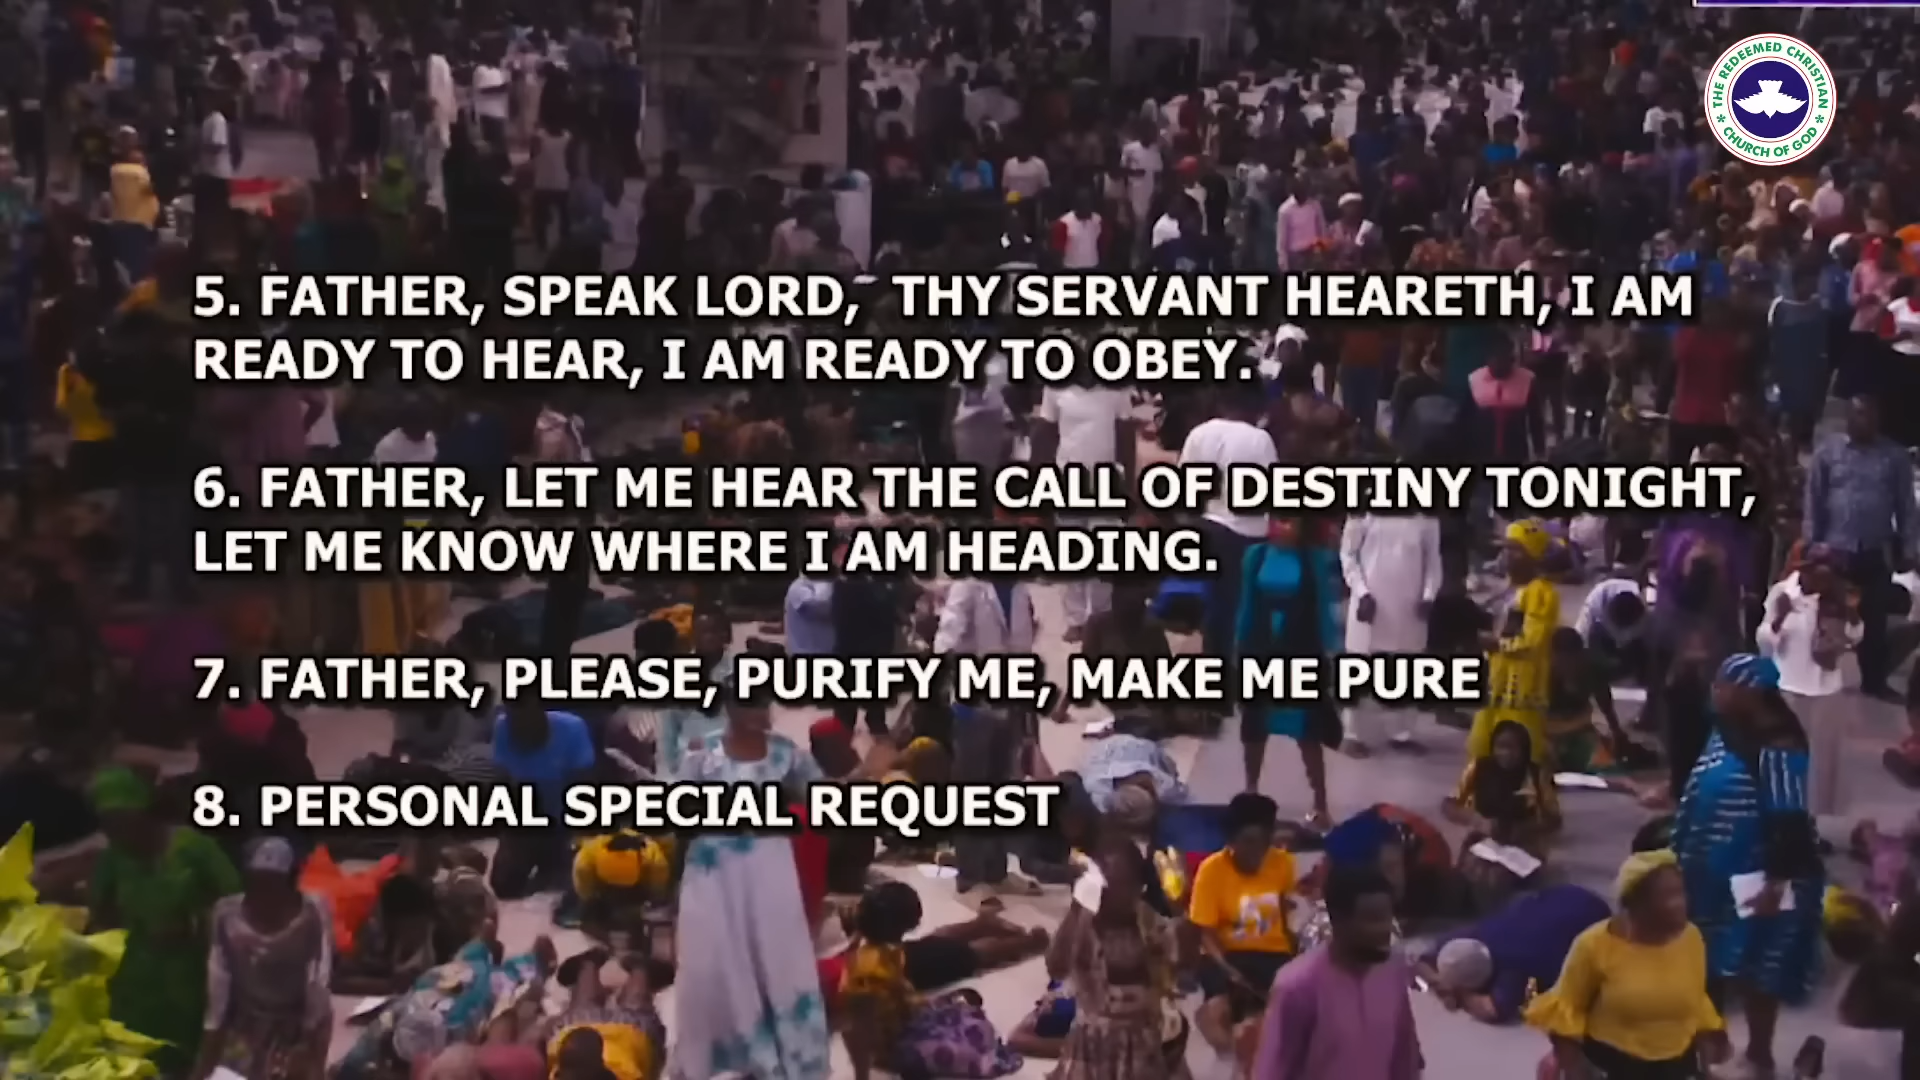 THE REDEEMED CHRISTIAN
CHURCH OF GOD
5. FATHER, SPEAK LORD, THY SERVANT HEARETH, I AM
READY TO HEAR, I AM READY TO OBEY.
6. FATHER, LET ME HEAR THE CALL OF DESTINY TONIGHT,
LET ME KNOW WHERE I AM HEADING.
7. FATHER, PLEASE, PURIFY ME, MAKE ME PURE
8. PERSONAL SPECIAL REQUEST